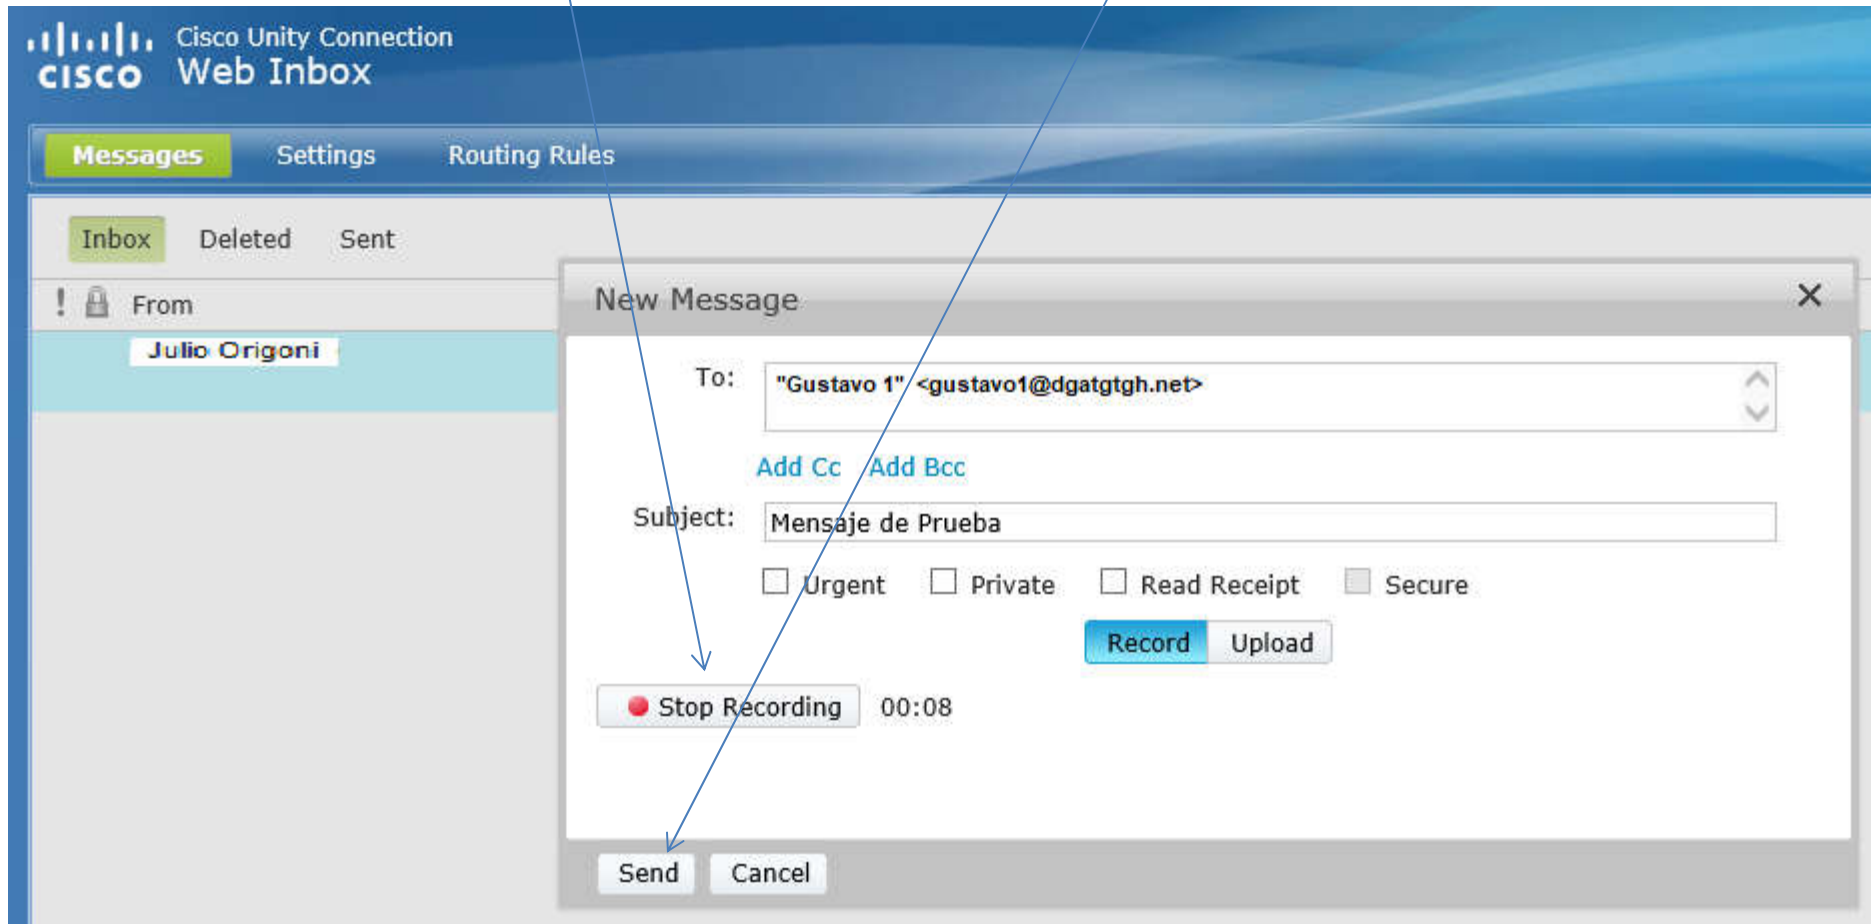 Cisco Unity Connection
CISCO Web Inbox
Messages Settings Routing Rules
Inbox Deleted Sent
! From
Julio Origoni
New Message
To: "Gustavo 1" <gustavo1@dgatgtgh.net>
Add Cc Add Bcc
Subject: Mensaje de Prueba
Urgent Private Read Receipt Secure
Record Upload
Stop Recording 00:08
Send Cancel